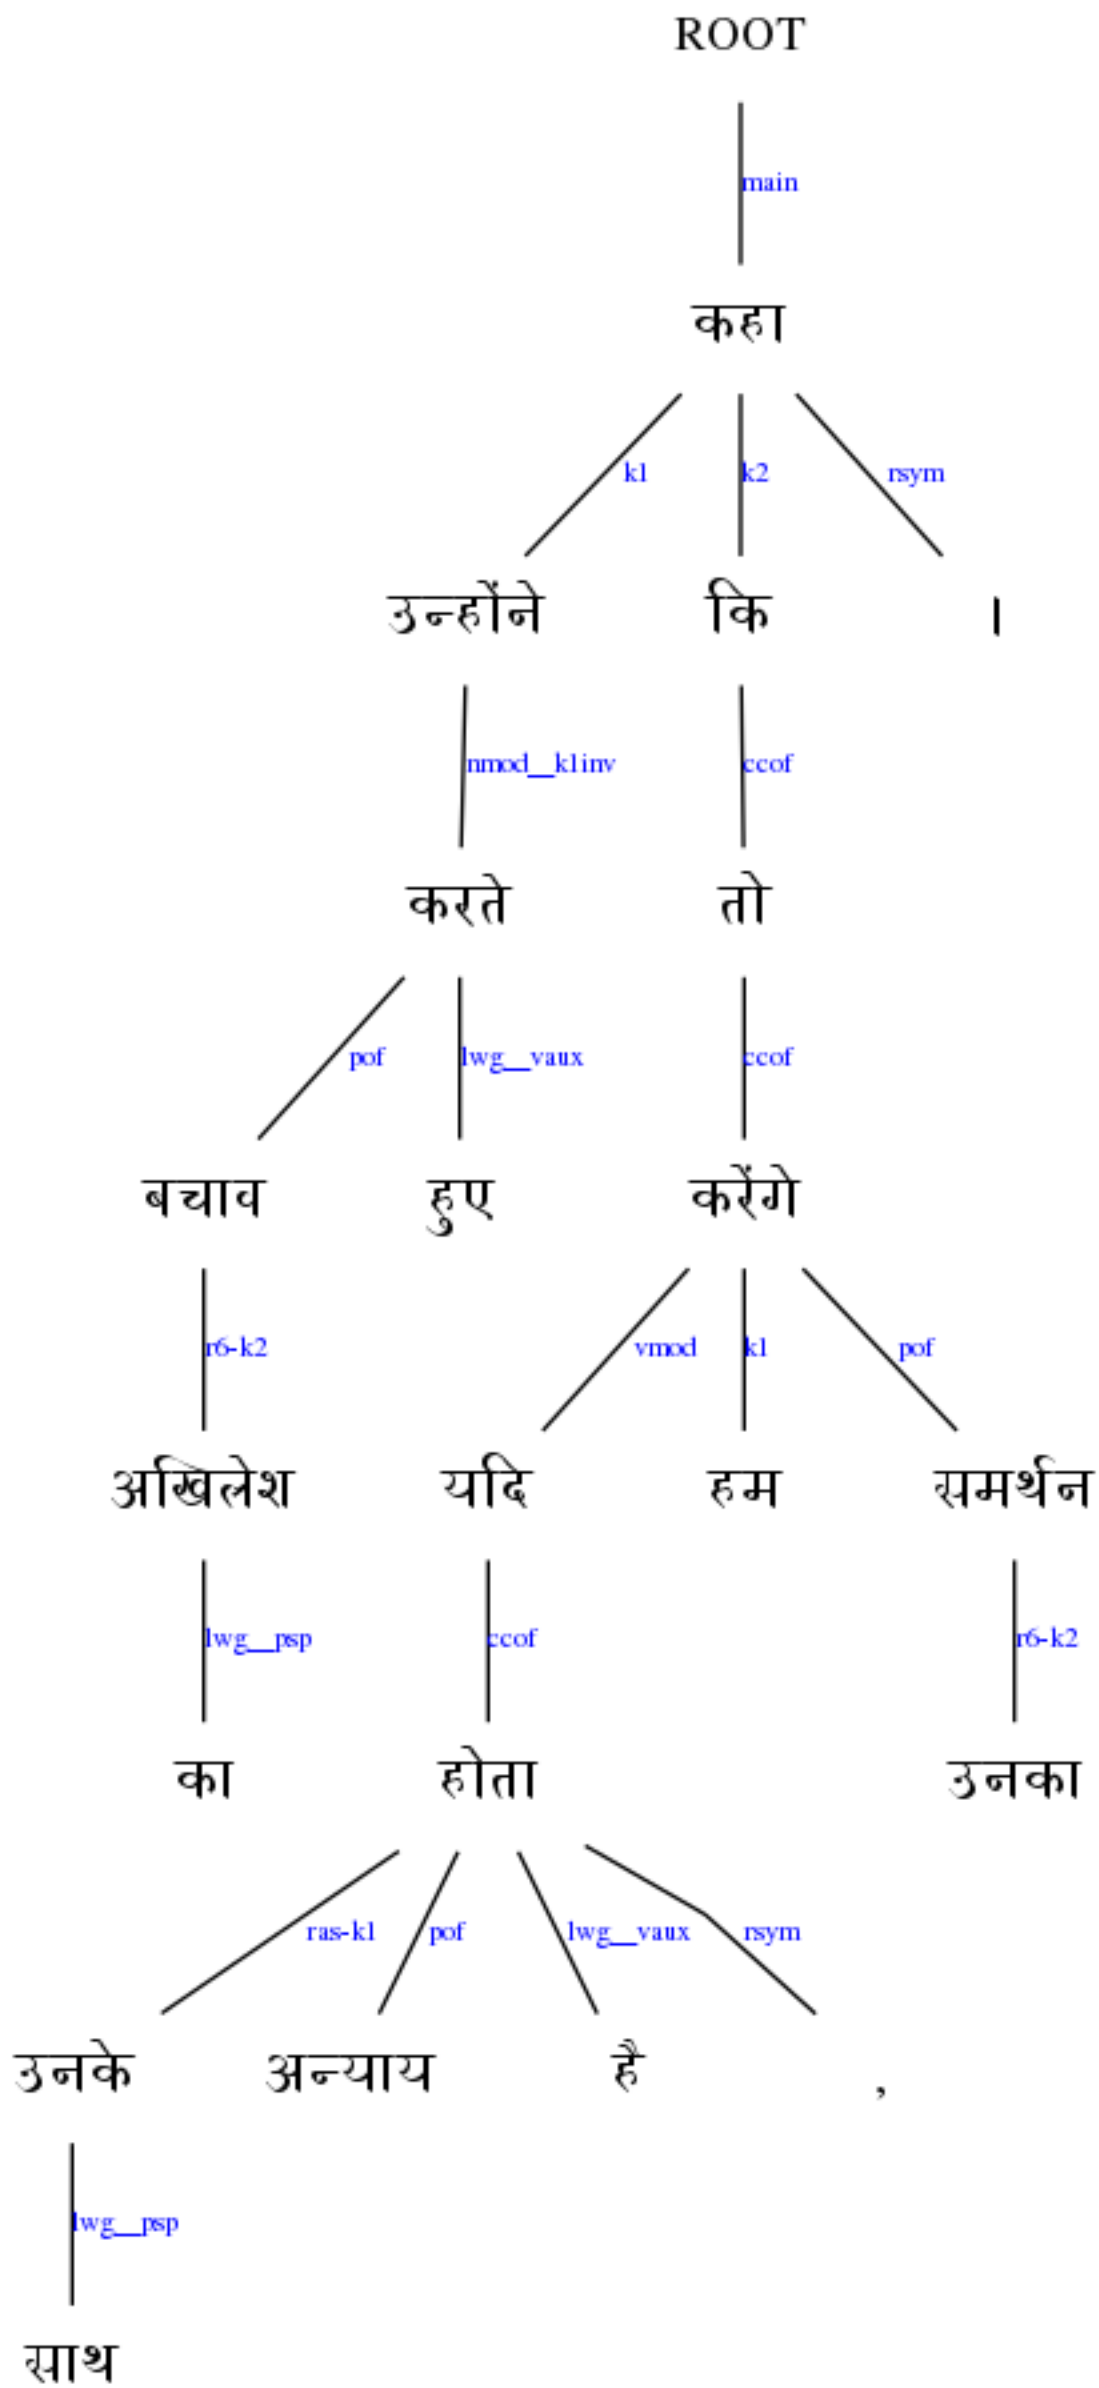 ROOT
main
कहा
k1 k2 rsym
उन्होंने कि ।
nmod__k1inv ccof
करते तो
pof lwg__vaux ccof
बचाव हुए करेंगे
r6-k2 vmod k1 pof
अखिलेश यदि हम समर्थन
lwg__psp ccof r6-k2
का होता उनका
ras-k1 pof lwg__vaux rsym
उनके अन्याय है ,
lwg__psp
साथ